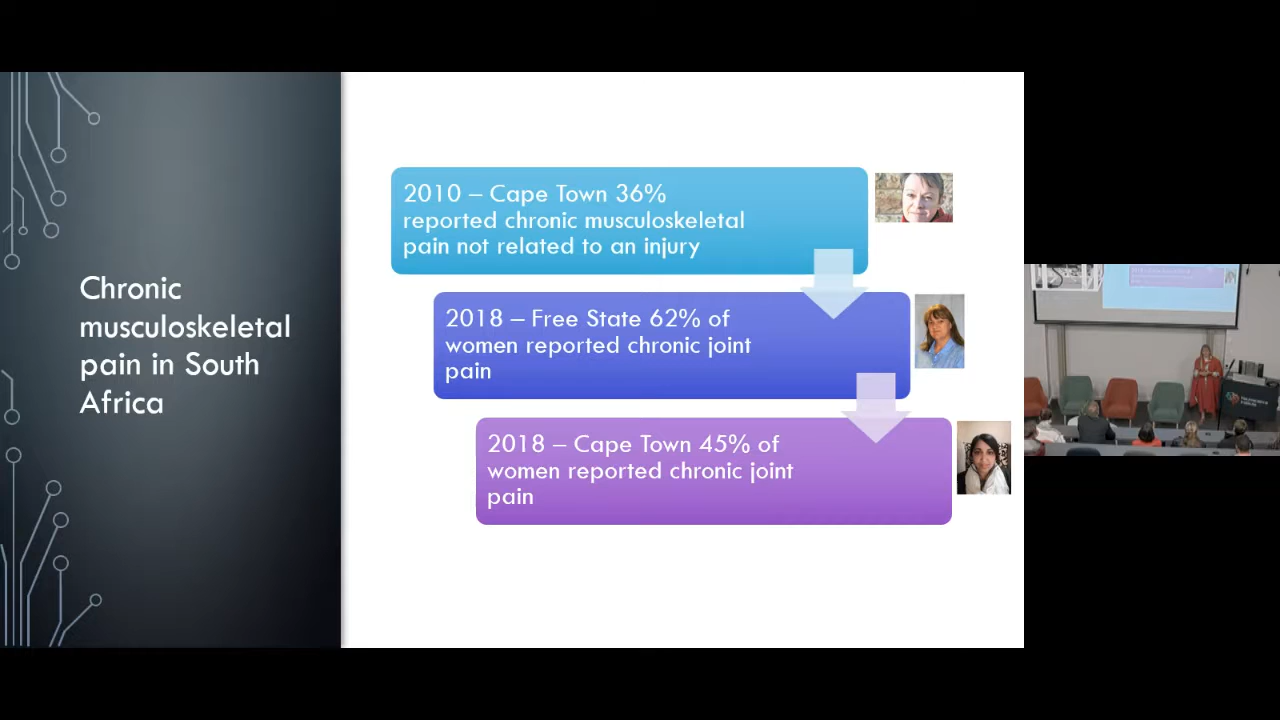 Chronic
musculoskeletal
pain in South
Africa
2010 – Cape Town 36%
reported chronic musculoskeletal
pain not related to an injury
2018 – Free State 62% of
women reported chronic joint
pain
2018 – Cape Town 45% of
women reported chronic joint
pain